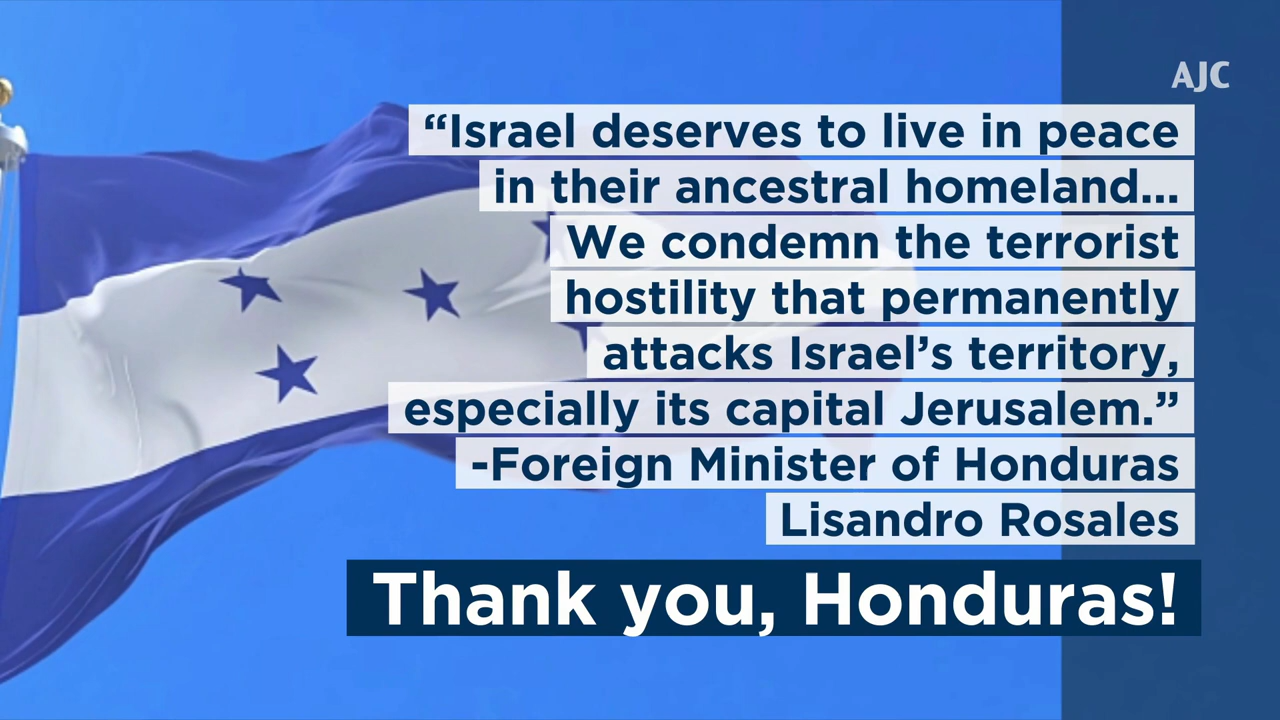 AJC
“Israel deserves to live in peace
in their ancestral homeland...
We condemn the terrorist
hostility that permanently
attacks Israel’s territory,
especially its capital Jerusalem.”
-Foreign Minister of Honduras
Lisandro Rosales
Thank you, Honduras!